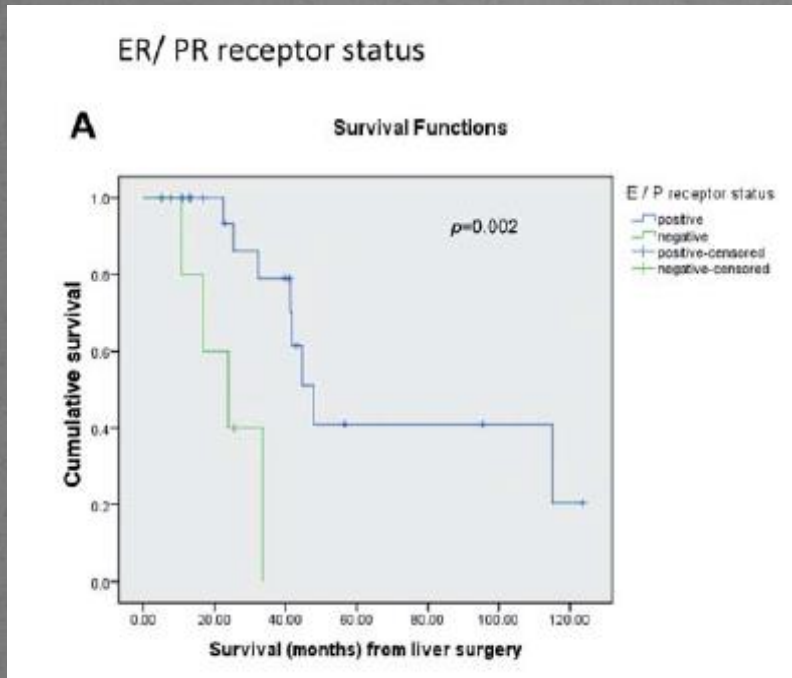 ER/ PR receptor status
A
Survival Functions
E / P receptor status
positive
negative
positive-censored
negative-censored
p=0.002
1.0
0.8
0.6
0.4
0.2
0.0
Cumulative survival
0.00 20.00 40.00 60.00 80.00 100.00 120.00
Survival (months) from liver surgery